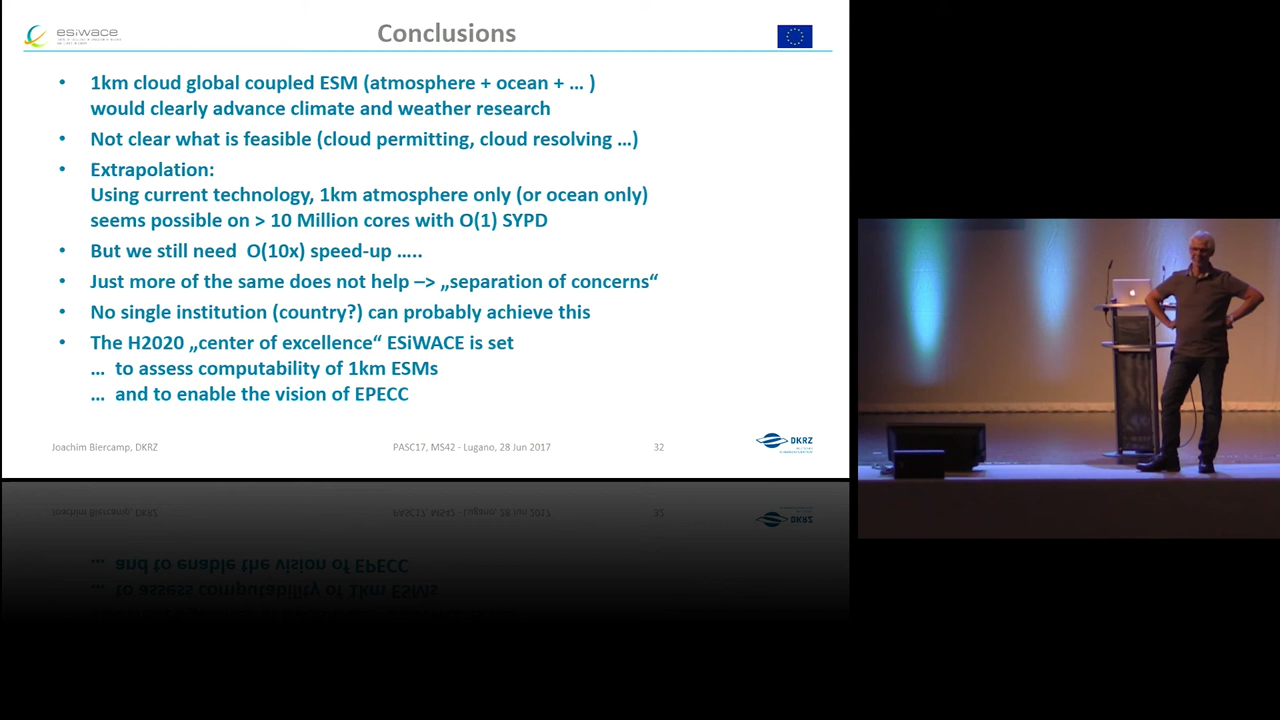 esiwace
Conclusions
• 1km cloud global coupled ESM (atmosphere + ocean + … )
would clearly advance climate and weather research
• Not clear what is feasible (cloud permitting, cloud resolving …)
• Extrapolation:
Using current technology, 1km atmosphere only (or ocean only)
seems possible on > 10 Million cores with O(1) SYPD
• But we still need O(10x) speed-up …..
• Just more of the same does not help –> „separation of concerns“
• No single institution (country?) can probably achieve this
• The H2020 „center of excellence“ ESiWACE is set
… to assess computability of 1km ESMs
… and to enable the vision of EPECC
Joachim Biercamp, DKRZ
PASC17, MS42 - Lugano, 28 Jun 2017
32
DKRZ